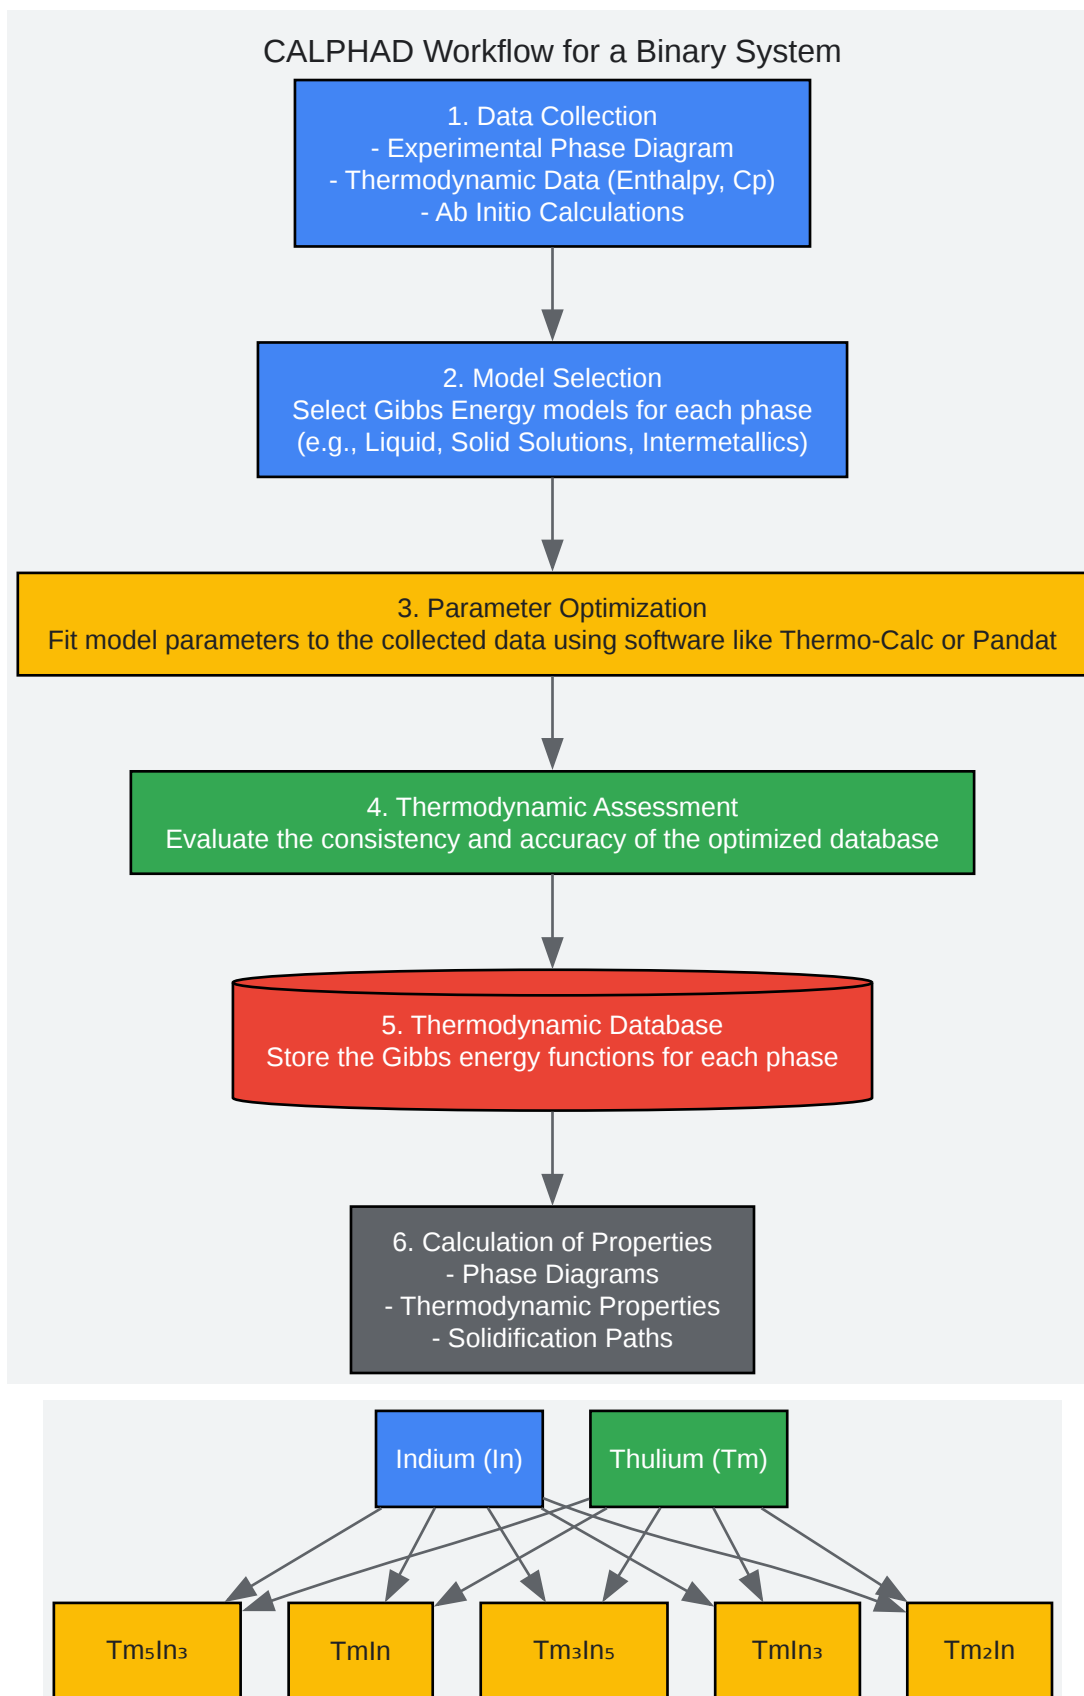 CALPHAD Workflow for a Binary System
1. Data Collection
- Experimental Phase Diagram
- Thermodynamic Data (Enthalpy, Cp)
- Ab Initio Calculations
2. Model Selection
Select Gibbs Energy models for each phase
(e.g., Liquid, Solid Solutions, Intermetallics)
3. Parameter Optimization
Fit model parameters to the collected data using software like Thermo-Calc or Pandat
4. Thermodynamic Assessment
Evaluate the consistency and accuracy of the optimized database
5. Thermodynamic Database
Store the Gibbs energy functions for each phase
6. Calculation of Properties
- Phase Diagrams
- Thermodynamic Properties
- Solidification Paths
Indium (In)
Thulium (Tm)
Tm₅In₃
TmIn
Tm₃In₅
TmIn₃
Tm₂In